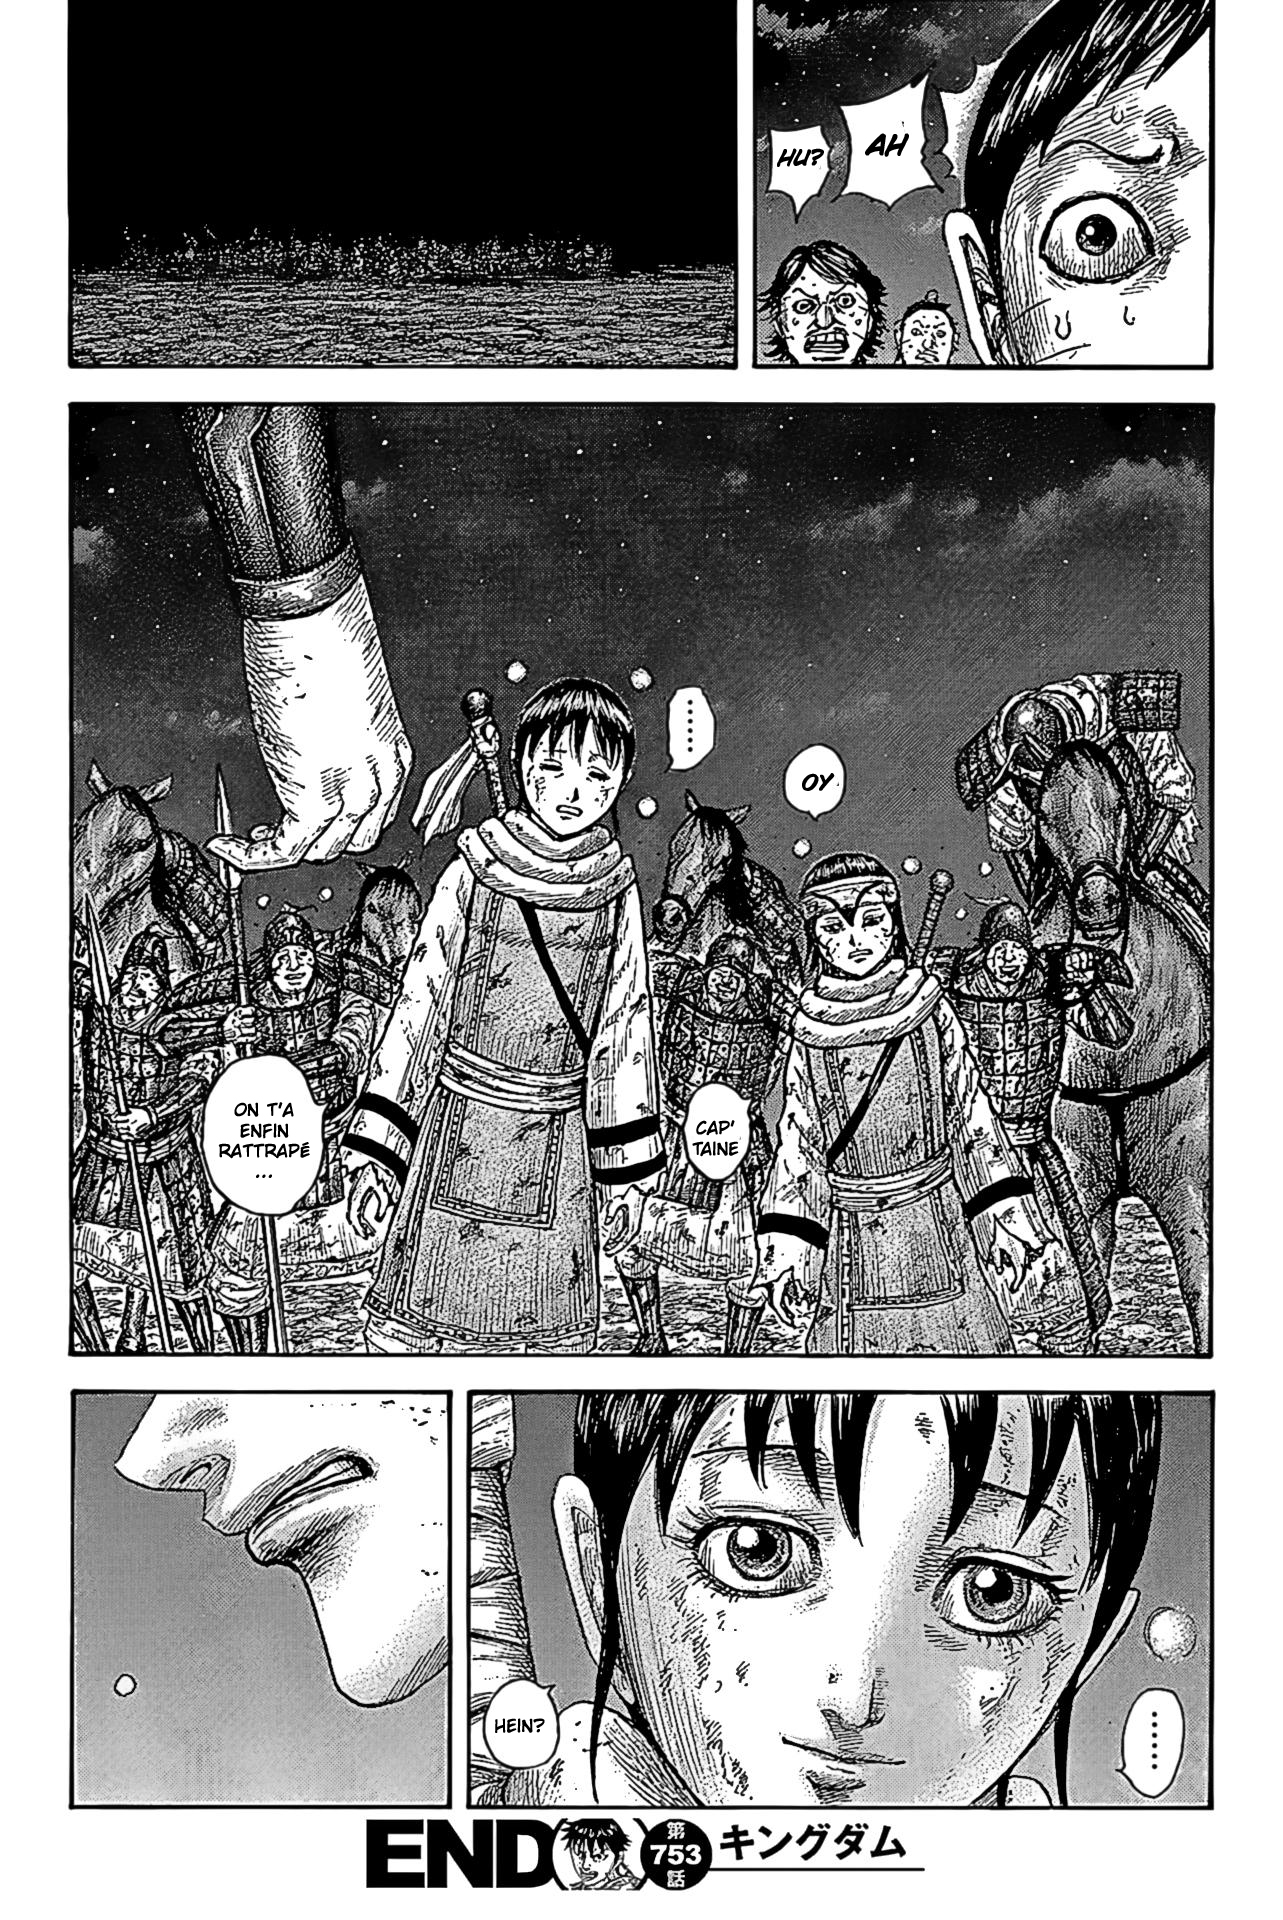 AH
HU?
......
OY
ON T'A
ENFIN
RATTRAPÉ
...
CAP'
TAINE
HEIN?
......
END
第
753
話
キングダム